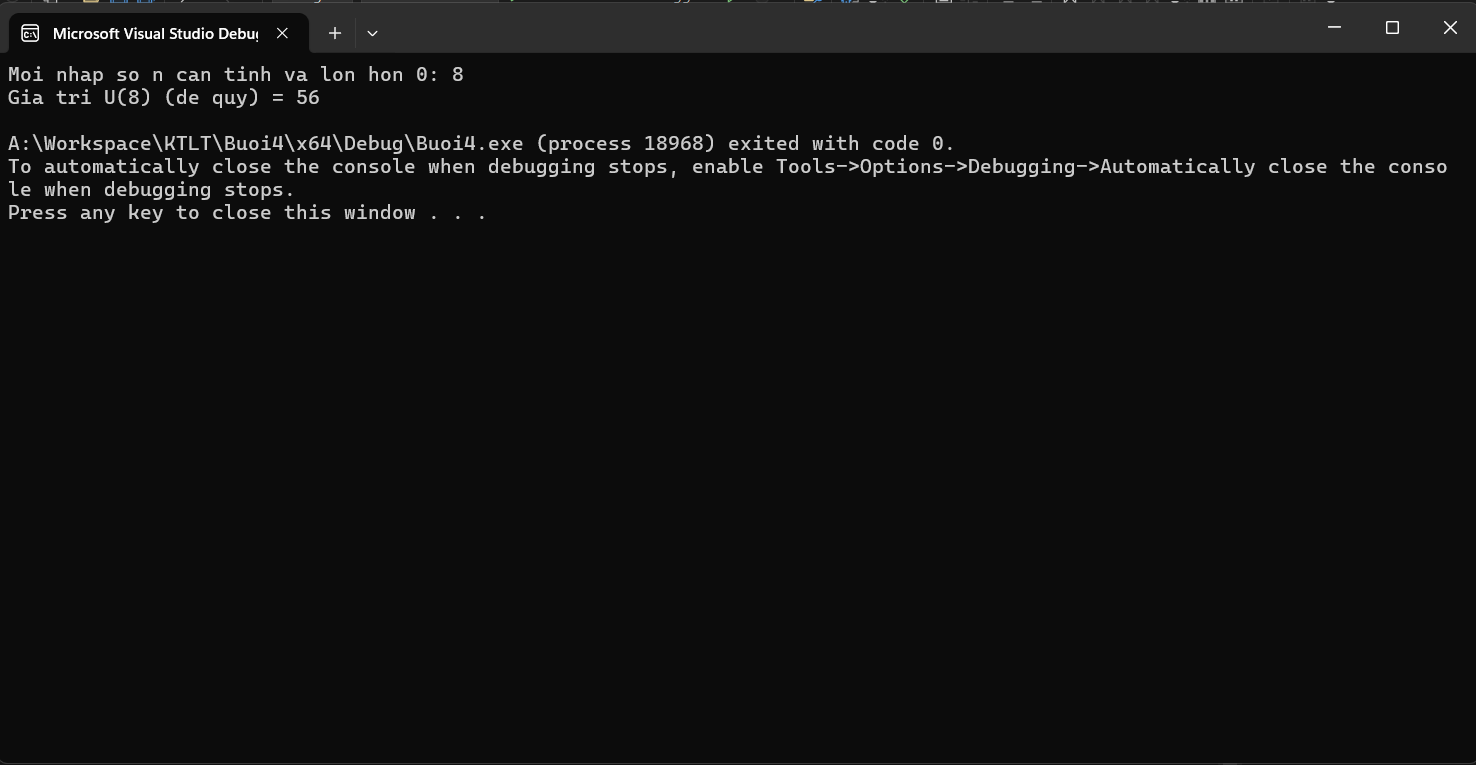 Microsoft Visual Studio Debu
Moi nhap so n can tinh va lon hon 0: 8
Gia tri U(8) (de quy) = 56
A:\Workspace\KTLT\Buoi4\x64\Debug\Buoi4.exe (process 18968) exited with code 0.
To automatically close the console when debugging stops, enable Tools->Options->Debugging->Automatically close the conso
le when debugging stops.
Press any key to close this window . . .